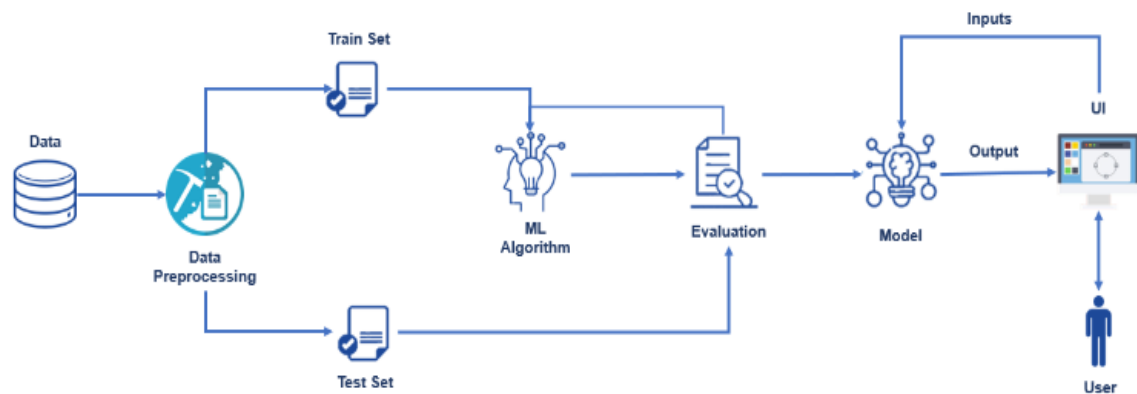 Inputs
Train Set
UI
Data
Output
ML
Algorithm
Evaluation
Model
Data
Preprocessing
Test Set
User